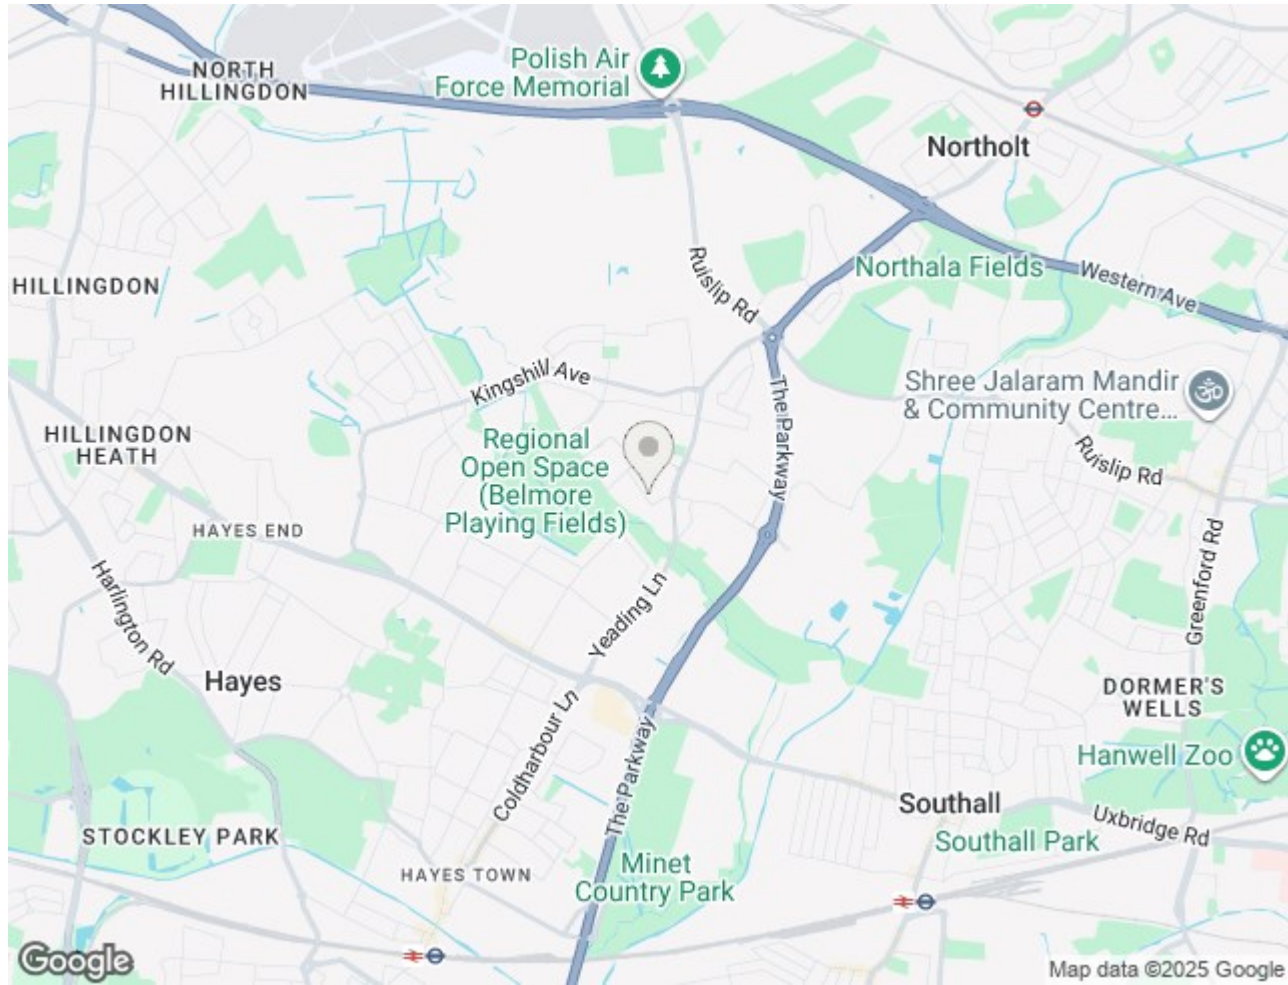 Polish Air
Force Memorial
NORTH
HILLINGDON
Northolt
Ruislip Rd
Northala Fields
Western Ave
HILLINGDON
Kingshill Ave
The Parkway
Shree Jalaram Mandir
& Community Centre...
HILLINGDON
HEATH
Regional
Open Space
(Belmore
Playing Fields)
Ruislip Rd
HAYES END
Harlington Rd
Yeading Ln
Greenford Rd
Hayes
DORMER'S
WELLS
Coldharbour Ln
The Parkway
Hanwell Zoo
Southall
Uxbridge Rd
STOCKLEY PARK
Southall Park
HAYES TOWN
Minet
Country Park
Google
Map data ©2025 Google